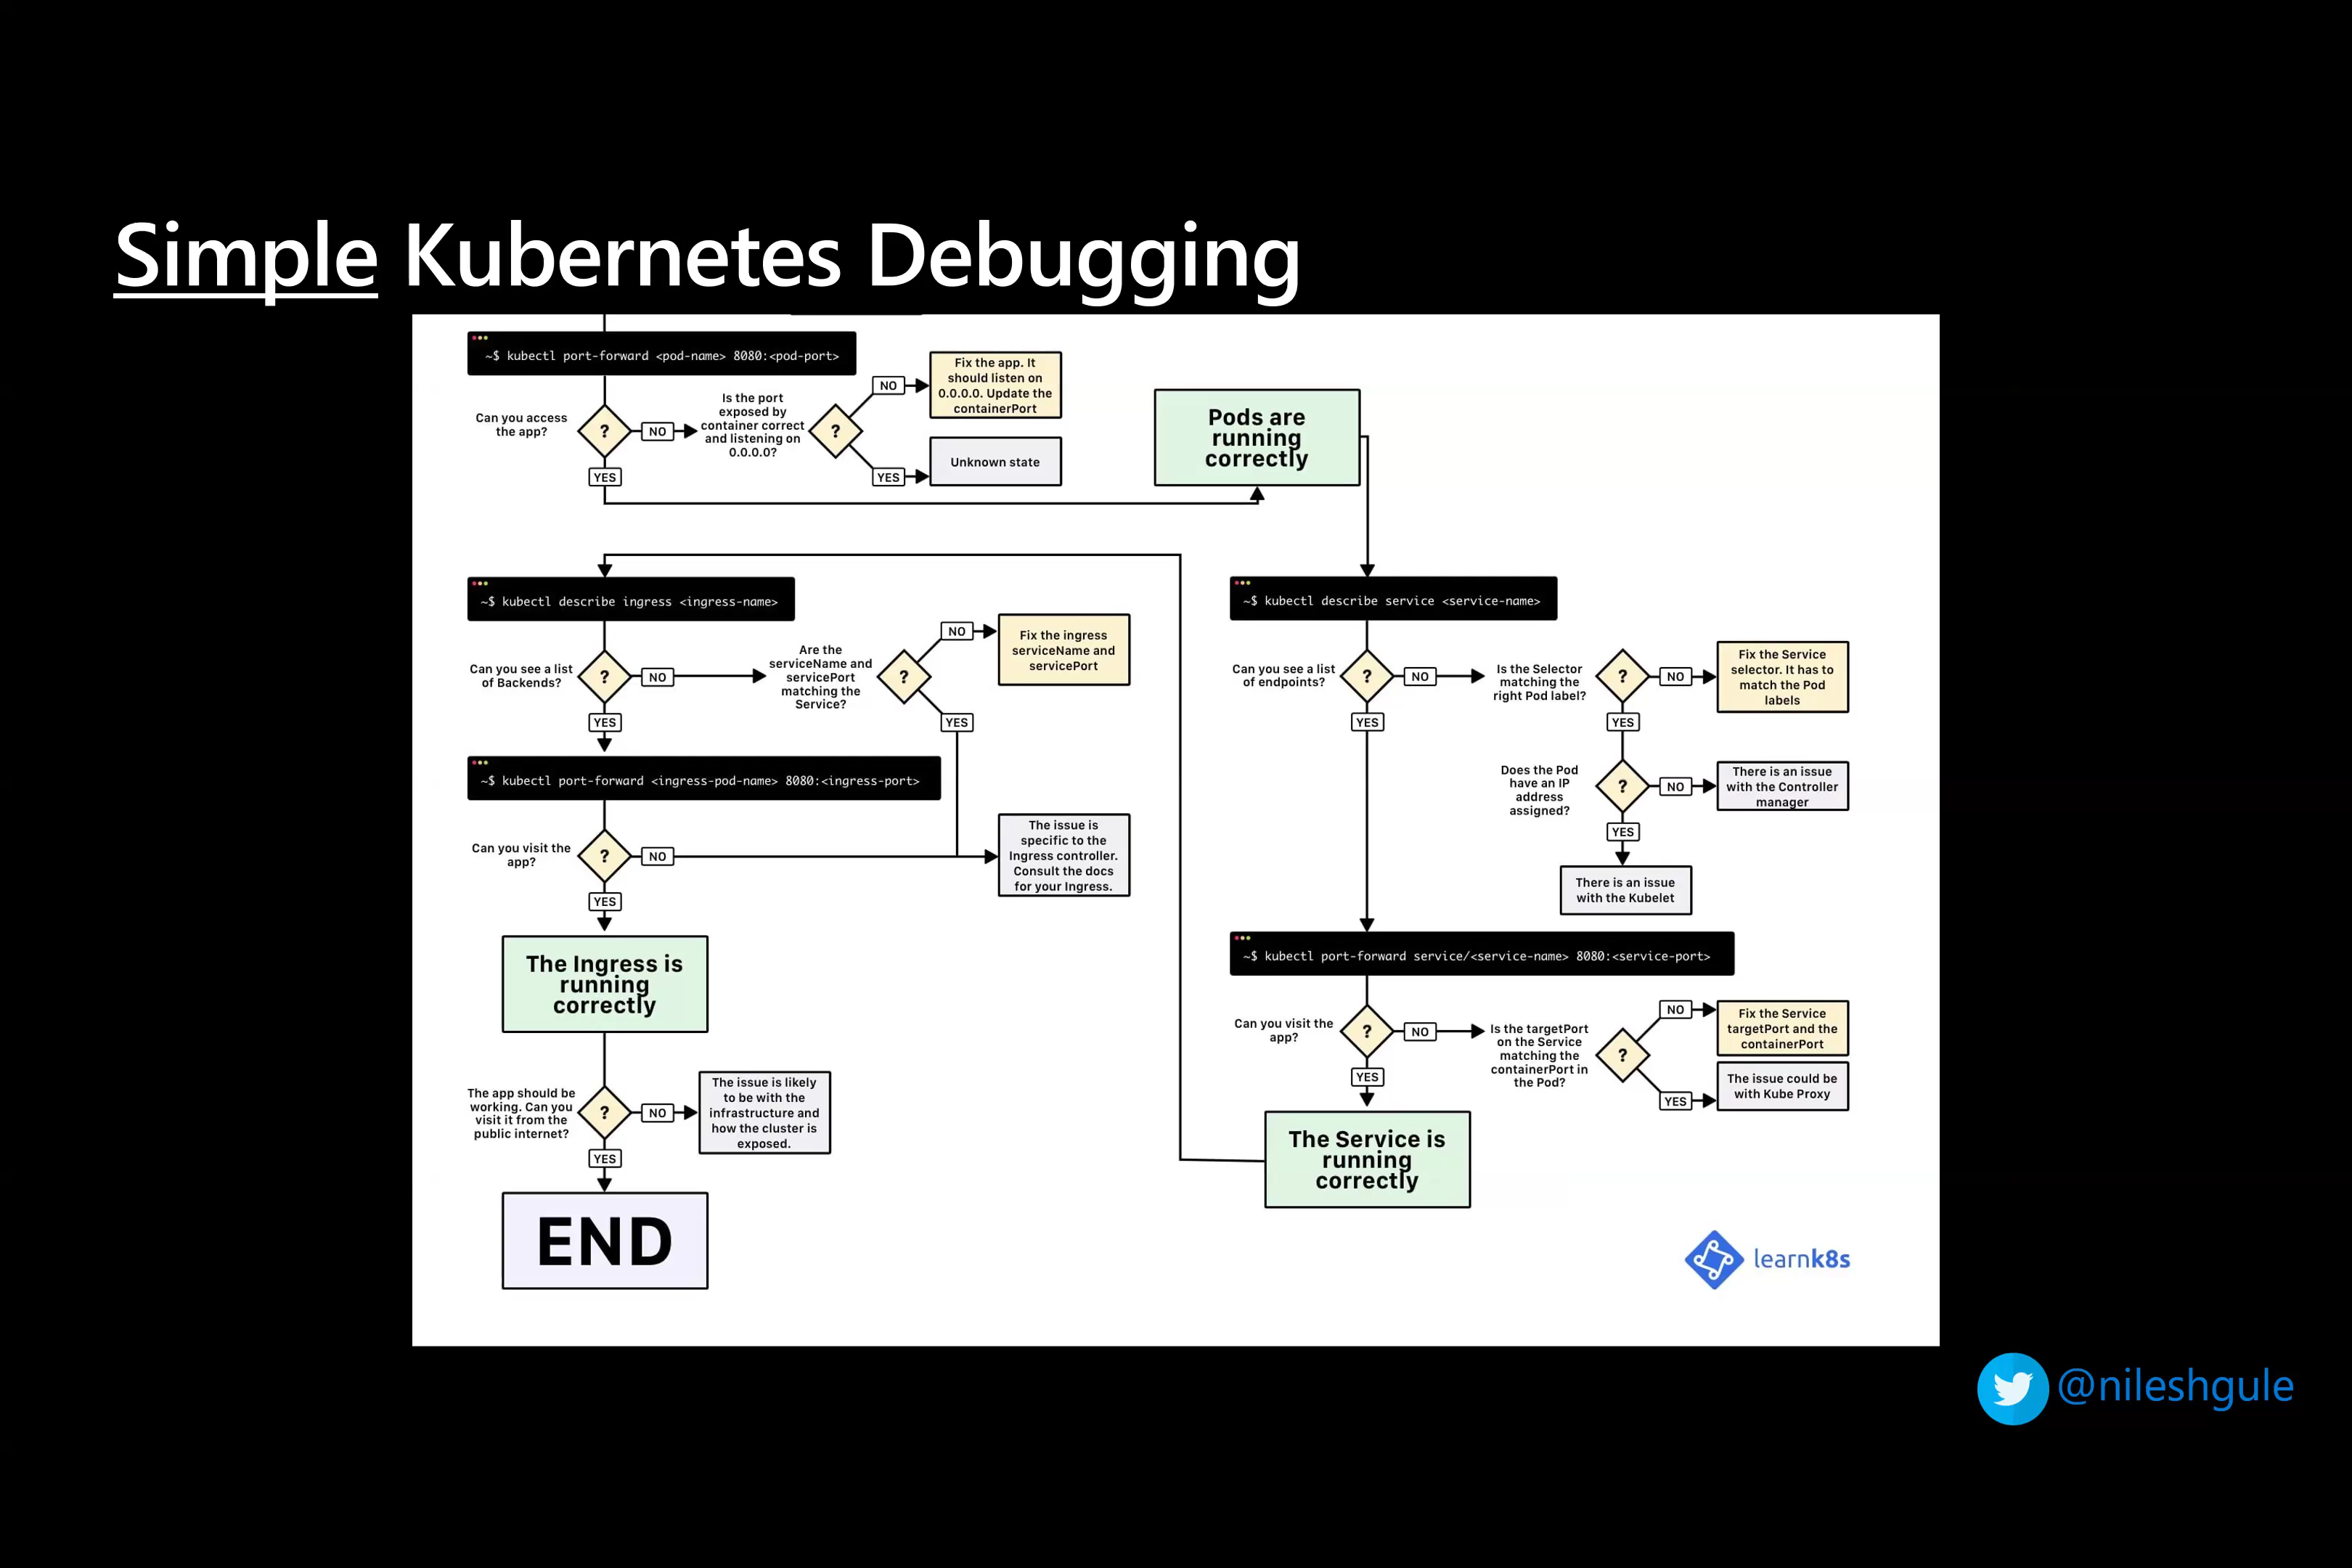 Simple Kubernetes Debugging
~$ kubectl port-forward <pod-name> 8080:<pod-port>
Can you access
the app?
?
NO
YES
Is the port
exposed by
container correct
and listening on
0.0.0.0?
?
NO
Fix the app. It
should listen on
0.0.0.0. Update the
containerPort
YES
Unknown state
Pods are
running
correctly
~$ kubectl describe service <service-name>
Can you see a list
of endpoints?
?
NO
YES
Is the Selector
matching the
right Pod label?
?
NO
Fix the Service
selector. It has to
match the Pod
labels
YES
Does the Pod
have an IP
address
assigned?
?
NO
There is an issue
with the Controller
manager
YES
There is an issue
with the Kubelet
~$ kubectl port-forward service/<service-name> 8080:<service-port>
Can you visit the
app?
?
NO
YES
Is the targetPort
on the Service
matching the
containerPort in
the Pod?
?
NO
Fix the Service
targetPort and the
containerPort
YES
The issue could be
with Kube Proxy
The Service is
running
correctly
~$ kubectl describe ingress <ingress-name>
Can you see a list
of Backends?
?
NO
YES
Are the
serviceName and
servicePort
matching the
Service?
?
NO
Fix the ingress
serviceName and
servicePort
YES
~$ kubectl port-forward <ingress-pod-name> 8080:<ingress-port>
Can you visit the
app?
?
NO
The issue is
specific to the
Ingress controller.
Consult the docs
for your Ingress.
YES
The Ingress is
running
correctly
The app should be
working. Can you
visit it from the
public internet?
?
NO
The issue is likely
to be with the
infrastructure and
how the cluster is
exposed.
YES
END
learnk8s
@nileshgule